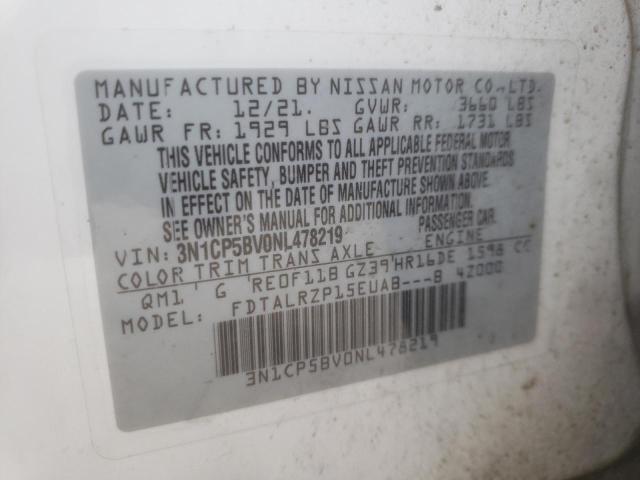 MANUFACTURED BY NISSAN MOTOR CO.,LTD.
DATE: 12/21. GVWR: 3660 LBS
GAWR FR: 1929 LBS GAWR RR: 1731 LBS
THIS VEHICLE CONFORMS TO ALL APPLICABLE FEDERAL MOTOR
VEHICLE SAFETY, BUMPER AND THEFT PREVENTION STANDARDS
IN EFFECT ON THE DATE OF MANUFACTURE SHOWN ABOVE.
SEE OWNER'S MANUAL FOR ADDITIONAL INFORMATION.
VIN: 3N1CP5BV0NL478219 PASSENGER CAR.
COLOR TRIM TRANS AXLE ENGINE
QM1 G RE0F11B GZ39 HR16DE 1598 CC
MODEL: FDTALRZP15EUAB---B 4Z000
3N1CP5BV0NL478219